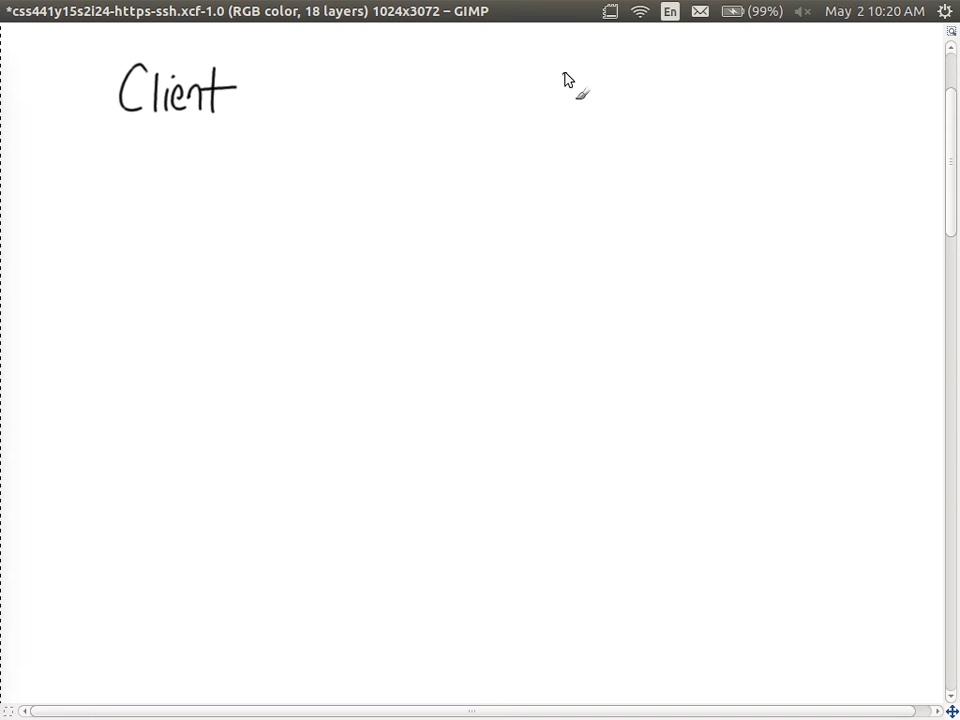 *css441y15s2i24-https-ssh.xcf-1.0 (RGB color, 18 layers) 1024x3072 – GIMP En (99%) May 2 10:20 AM
Client